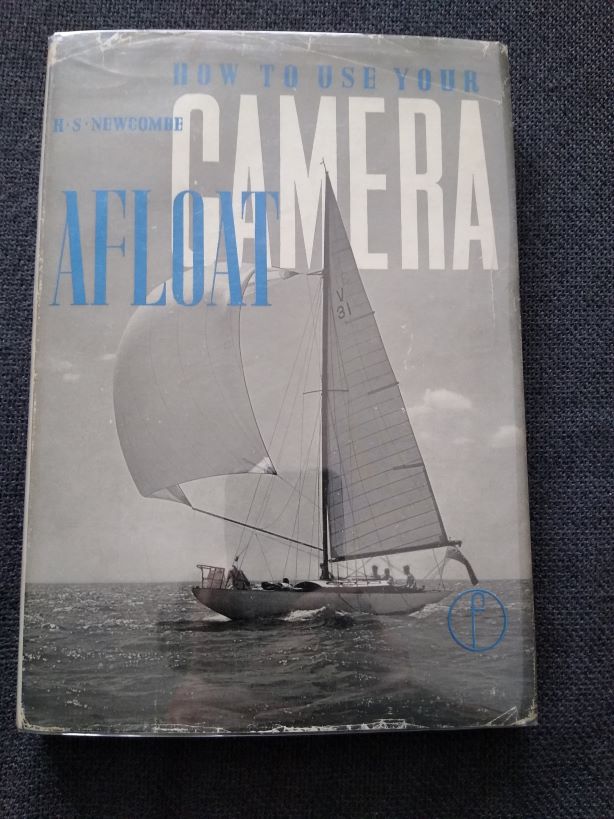 HOW TO USE YOUR
CAMERA
H·S·NEWCOMBE
AFLOAT
V
31
f